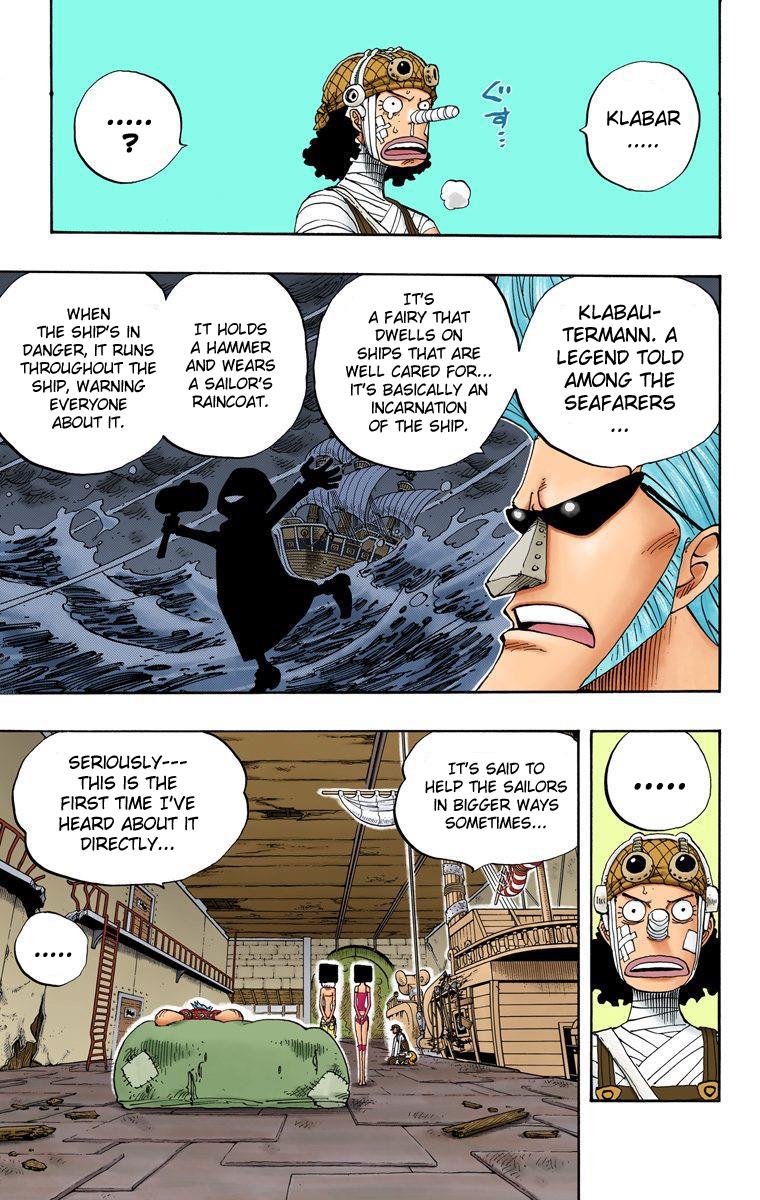 KLABAR
.....
ぐす…
.....
?
KLABAU-
TERMANN. A
LEGEND TOLD
AMONG THE
SEAFARERS
...
IT'S
A FAIRY THAT
DWELLS ON
SHIPS THAT ARE
WELL CARED FOR...
IT'S BASICALLY AN
INCARNATION
OF THE SHIP.
IT HOLDS
A HAMMER
AND WEARS
A SAILOR'S
RAINCOAT.
WHEN
THE SHIP'S IN
DANGER, IT RUNS
THROUGHOUT THE
SHIP, WARNING
EVERYONE
ABOUT IT.
.....
IT'S SAID TO
HELP THE SAILORS
IN BIGGER WAYS
SOMETIMES...
SERIOUSLY---
THIS IS THE
FIRST TIME I'VE
HEARD ABOUT IT
DIRECTLY...
.....